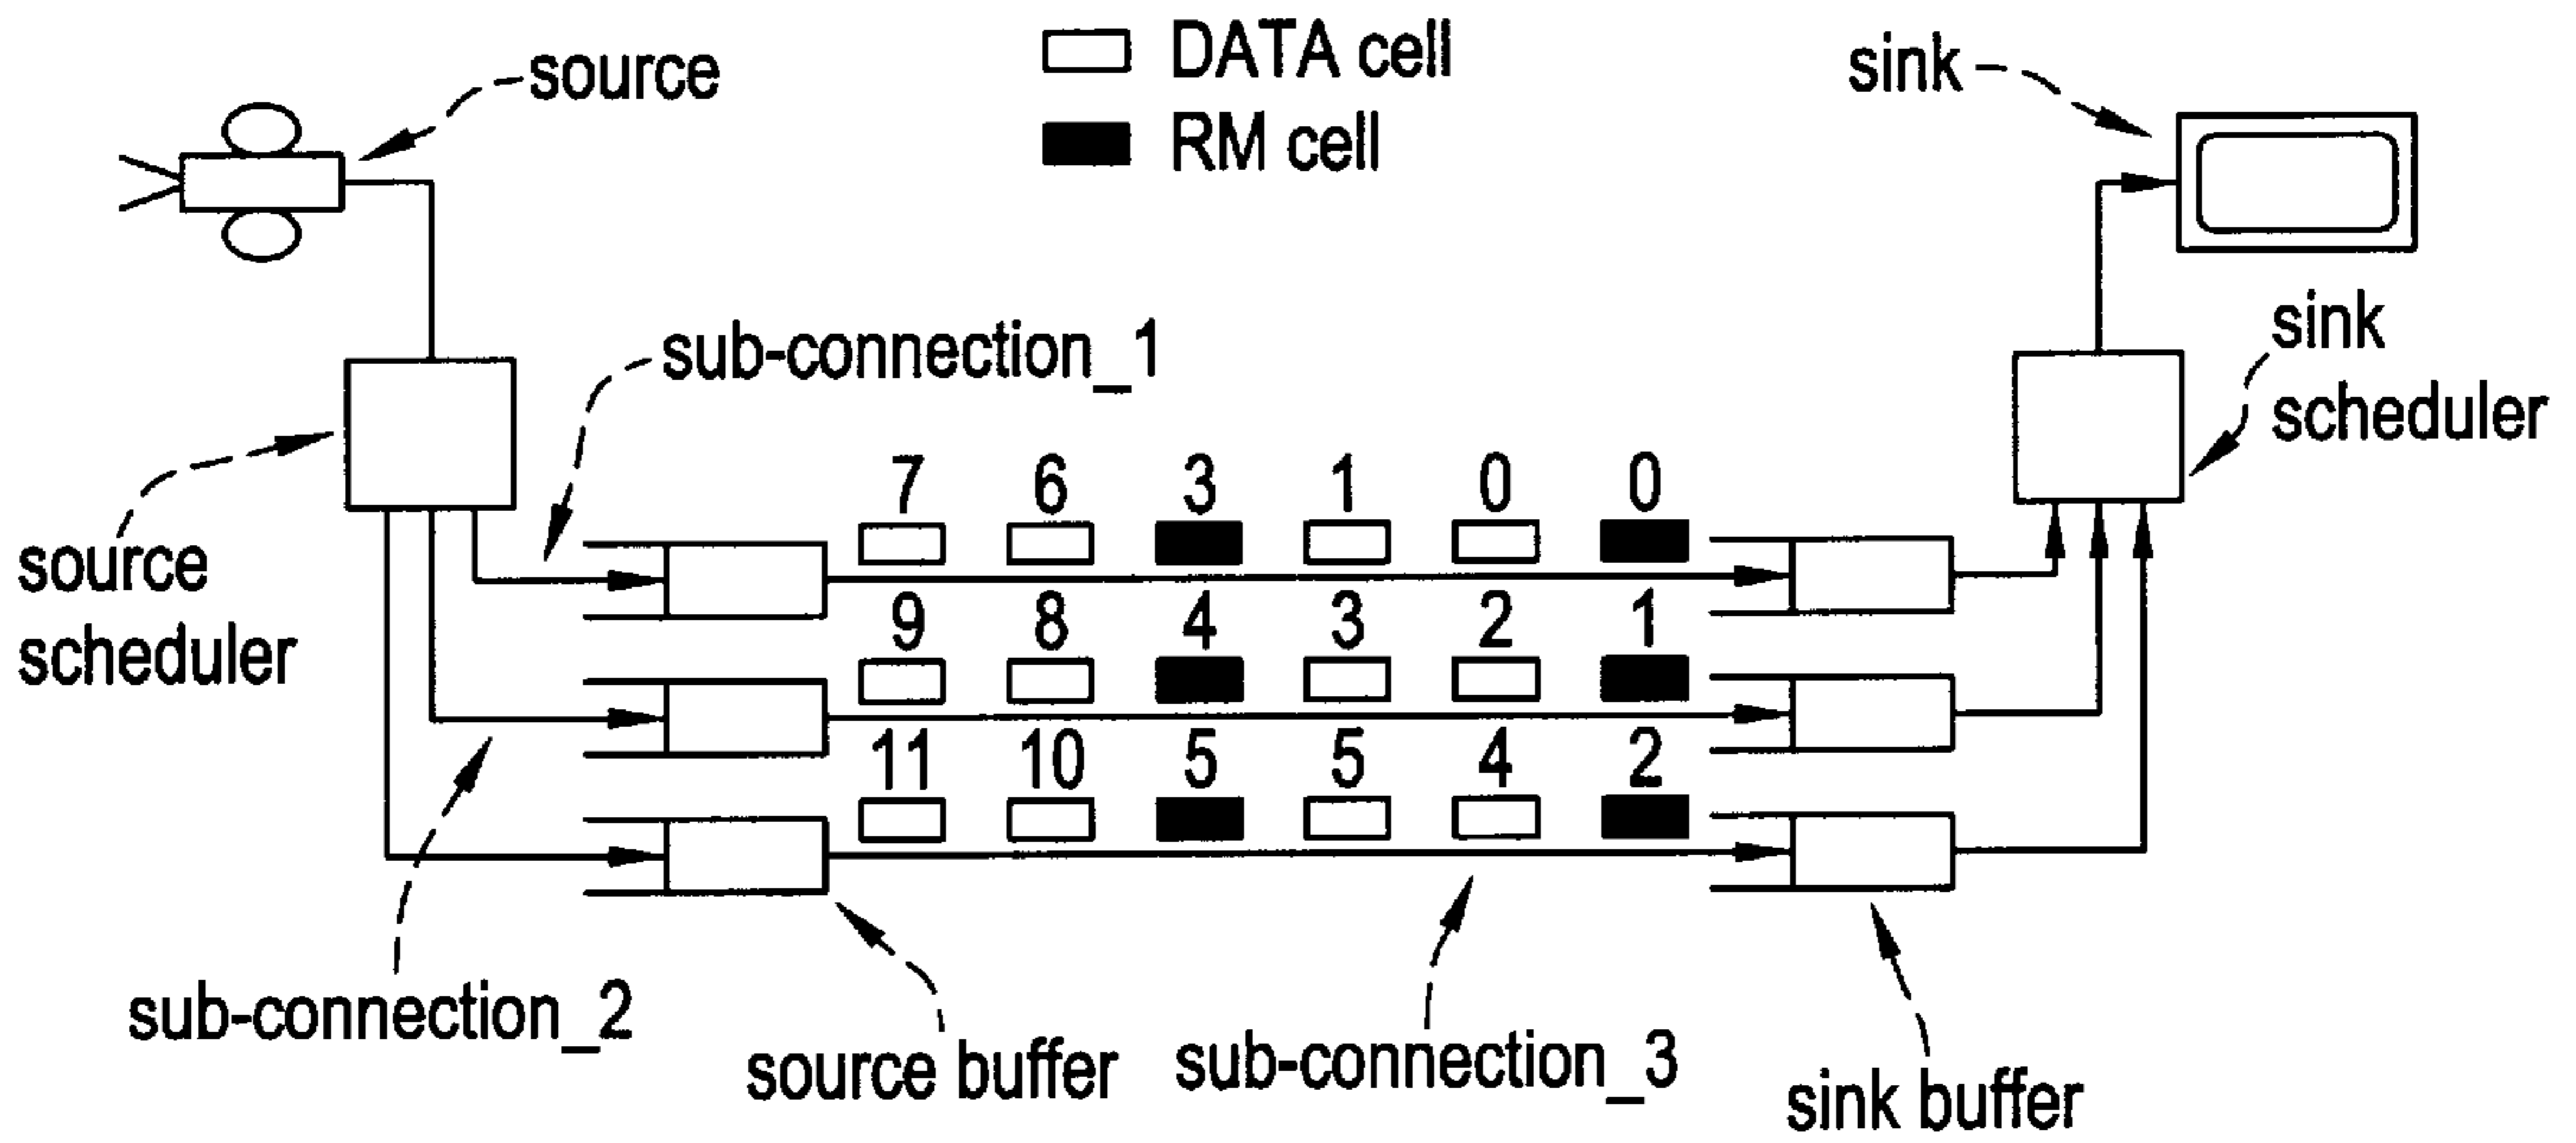 source
DATA cell
RM cell
sink
sub-connection_1
sink
scheduler
source
scheduler
7 6 3 1 0 0
9 8 4 3 2 1
11 10 5 5 4 2
sub-connection_2
source buffer
sub-connection_3
sink buffer